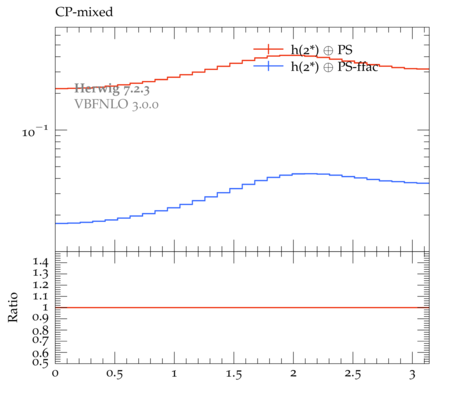 CP-mixed
h(2*) ⊕ PS
h(2*) ⊕ PS-ffac
Herwig 7.2.3
VBFNLO 3.0.0
10⁻¹
1.4
1.3
1.2
1.1
1
0.9
0.8
0.7
0.6
0.5
Ratio
0 0.5 1 1.5 2 2.5 3